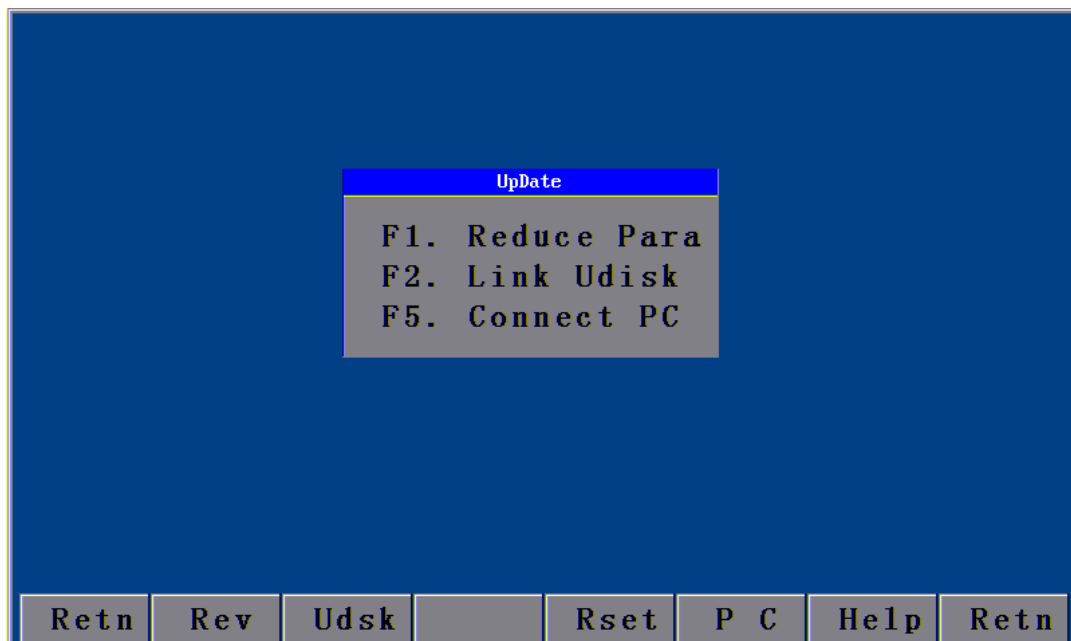 UpDate
F1. Reduce Para
F2. Link Udisk
F5. Connect PC
Retn Rev Udsk Rset P C Help Retn